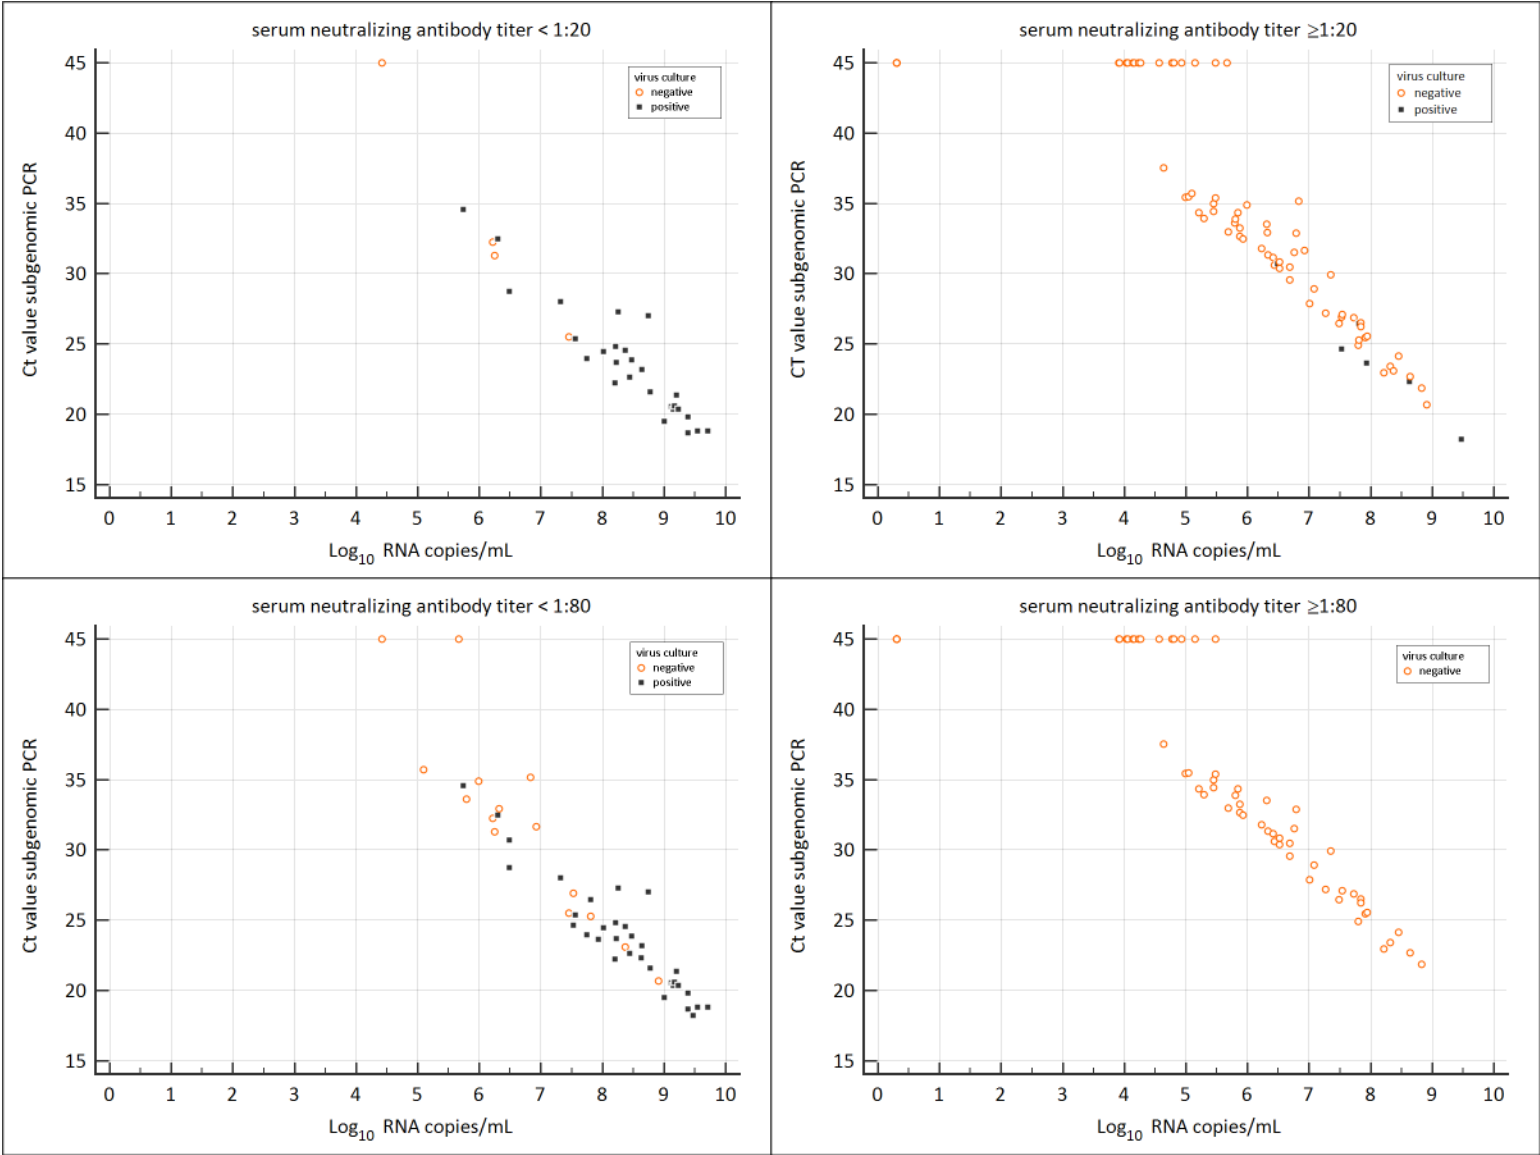 serum neutralizing antibody titer < 1:20
virus culture
negative
positive
Ct value subgenomic PCR
45
40
35
30
25
20
15
0 1 2 3 4 5 6 7 8 9 10
Log10 RNA copies/mL
serum neutralizing antibody titer ≥1:20
virus culture
negative
positive
CT value subgenomic PCR
45
40
35
30
25
20
15
0 1 2 3 4 5 6 7 8 9 10
Log10 RNA copies/mL
serum neutralizing antibody titer < 1:80
virus culture
negative
positive
Ct value subgenomic PCR
45
40
35
30
25
20
15
0 1 2 3 4 5 6 7 8 9 10
Log10 RNA copies/mL
serum neutralizing antibody titer ≥1:80
virus culture
negative
Ct value subgenomic PCR
45
40
35
30
25
20
15
0 1 2 3 4 5 6 7 8 9 10
Log10 RNA copies/mL